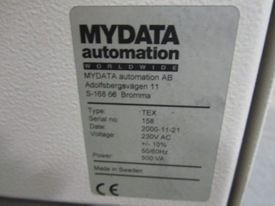 MYDATA
automation
WORLDWIDE
MYDATA automation AB
Adolfsbergsvägen 11
S-168 66 Bromma
Type: TEX
Serial no: 158
Date: 2000-11-21
Voltage: 230V AC
+/- 10%
50/60Hz
Power: 500 VA
Made in Sweden
CE